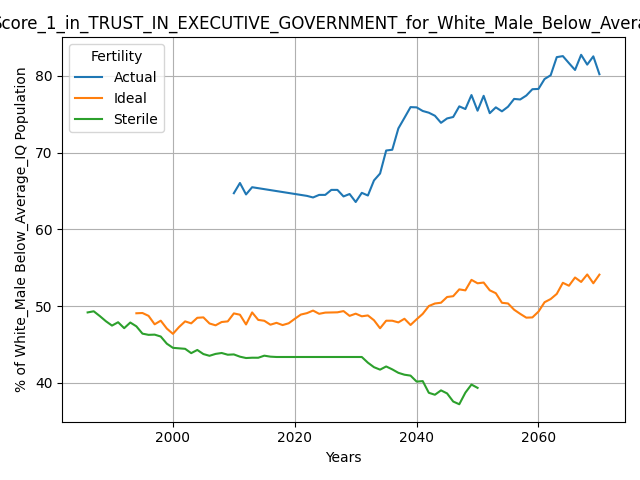 Score_1_in_TRUST_IN_EXECUTIVE_GOVERNMENT_for_White_Male_Below_Avera
Fertility
Actual
Ideal
Sterile
% of White_Male Below_Average_IQ Population
80
70
60
50
40
2000
2020
2040
2060
Years